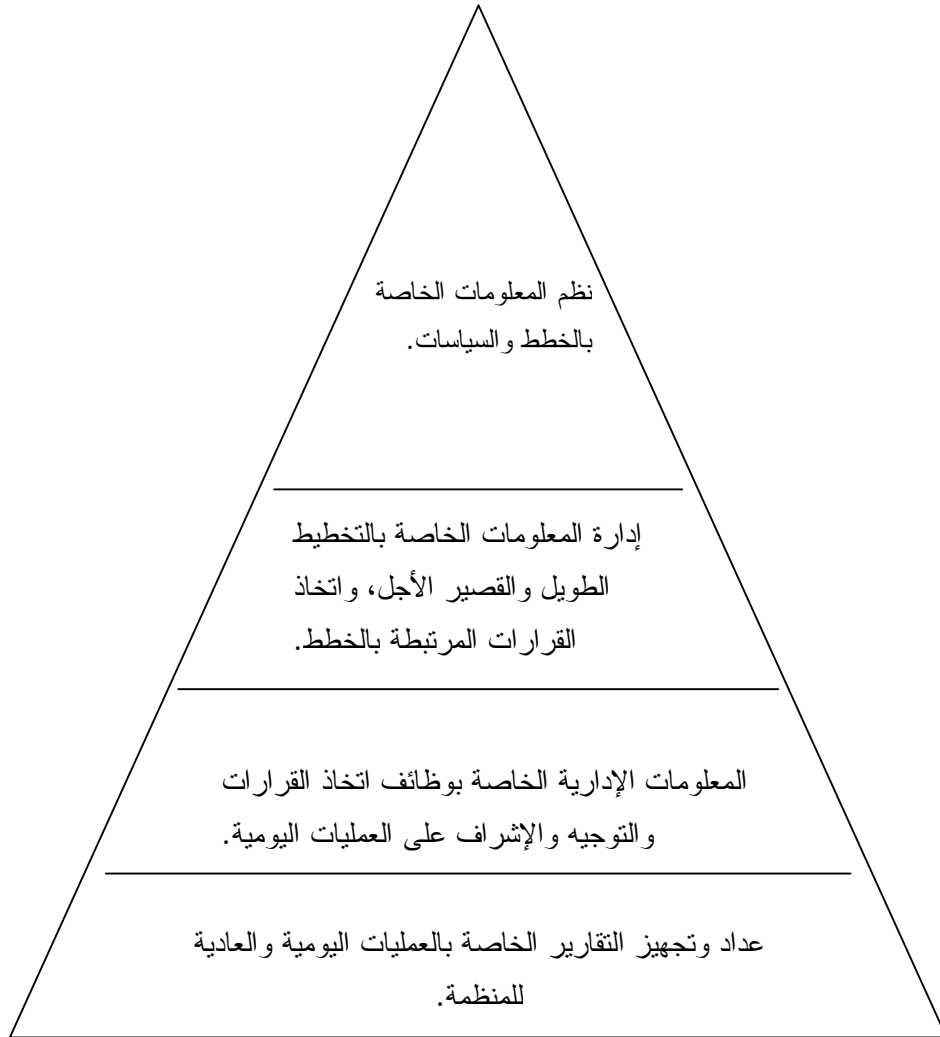 نظم المعلومات الخاصة
بالخطط والسياسات.
إدارة المعلومات الخاصة بالتخطيط
الطويل والقصير الأجل، واتخاذ
القرارات المرتبطة بالخطط.
المعلومات الإدارية الخاصة بوظائف اتخاذ القرارات
والتوجيه والإشراف على العمليات اليومية.
عداد وتجهيز التقارير الخاصة بالعمليات اليومية والعادية
للمنظمة.